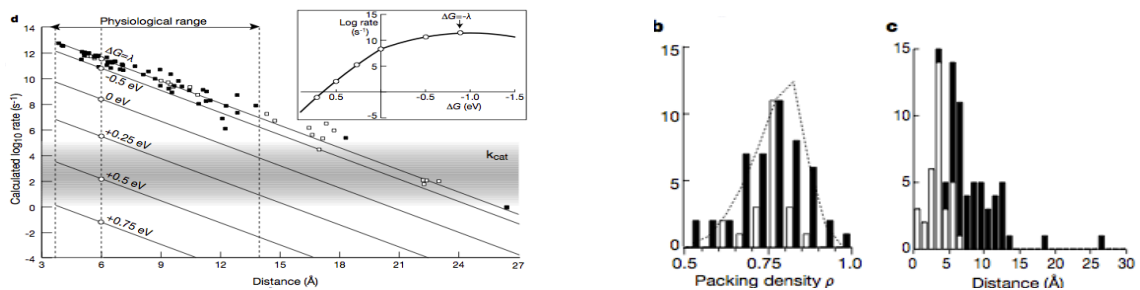 d
Physiological range
Calculated log10 rate (s-1)
14
12
10
8
6
4
2
0
-2
-4
ΔG=λ
-0.5 eV
0 eV
+0.25 eV
+0.5 eV
+0.75 eV
kcat
3
6
9
12
15
18
21
24
27
Distance (Å)
Log rate
(s-1)
15
10
5
-5
ΔG=-λ
0.5
0
-0.5
-1
-1.5
ΔG (eV)
b
15
10
5
0
0.5
0.75
1.0
Packing density ρ
c
15
10
5
0
0
5
10
15
20
25
30
Distance (Å)